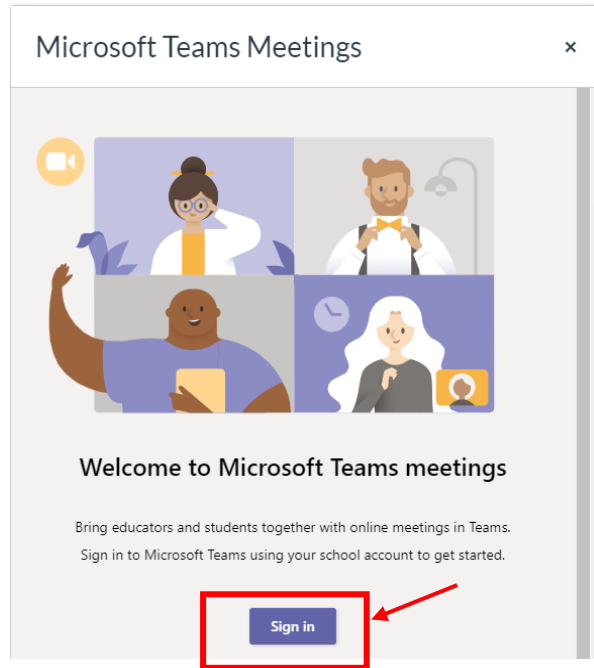 Microsoft Teams Meetings ×
Welcome to Microsoft Teams meetings
Bring educators and students together with online meetings in Teams.
Sign in to Microsoft Teams using your school account to get started.
Sign in